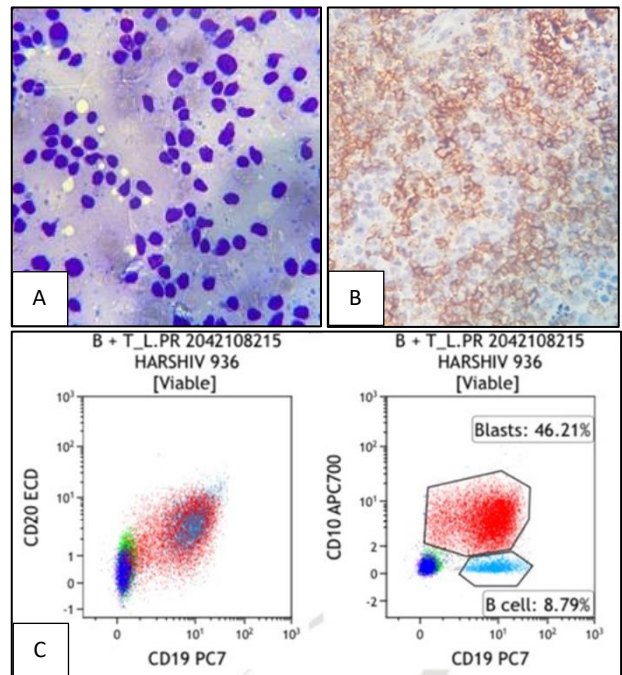 A
B
B + T_L.PR 2042108215
HARSHIV 936
[Viable]
10³
10²
10¹
1
0
-1
CD20 ECD
0
10¹
10²
10³
CD19 PC7
B + T_L.PR 2042108215
HARSHIV 936
[Viable]
Blasts: 46.21%
10³
10²
10¹
2
0
-2
CD10 APC700
B cell: 8.79%
0
10¹
10²
10³
CD19 PC7
C